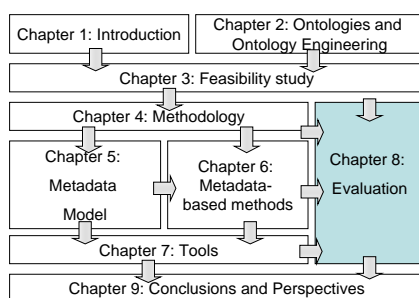 Chapter 1: Introduction
Chapter 2: Ontologies and
Ontology Engineering
Chapter 3: Feasibility study
Chapter 4: Methodology
Chapter 5:
Metadata
Model
Chapter 6:
Metadata-
based methods
Chapter 8:
Evaluation
Chapter 7: Tools
Chapter 9: Conclusions and Perspectives